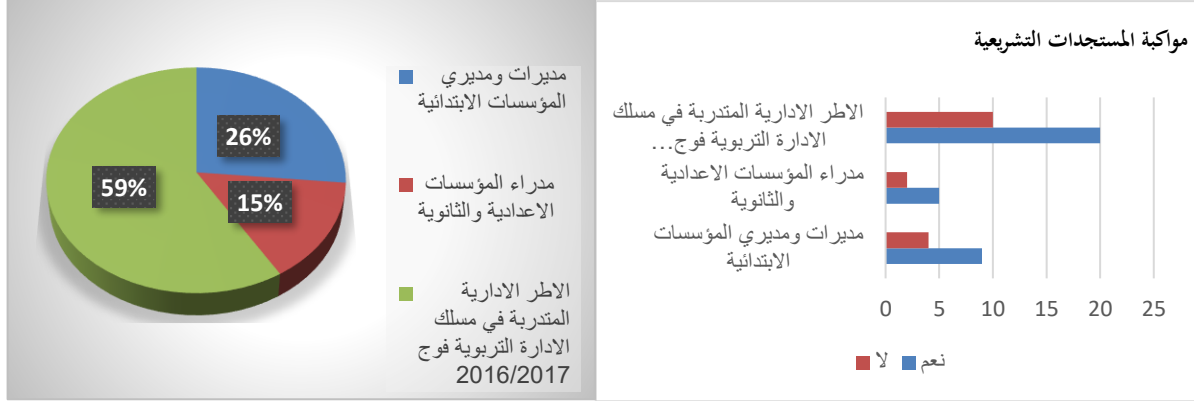 مواكبة المستجدات التشريعية
الاطر الادارية المتدربة في مسلك
الادارة التربوية فوج...
مدراء المؤسسات الاعدادية
والثانوية
مديرات ومديري المؤسسات
الابتدائية
0 5 10 15 20 25
نعم لا
مديرات ومديري
المؤسسات الابتدائية
مدراء المؤسسات
الاعدادية والثانوية
الاطر الادارية
المتدربة في مسلك
الادارة التربوية فوج
2016/2017
26%
15%
59%